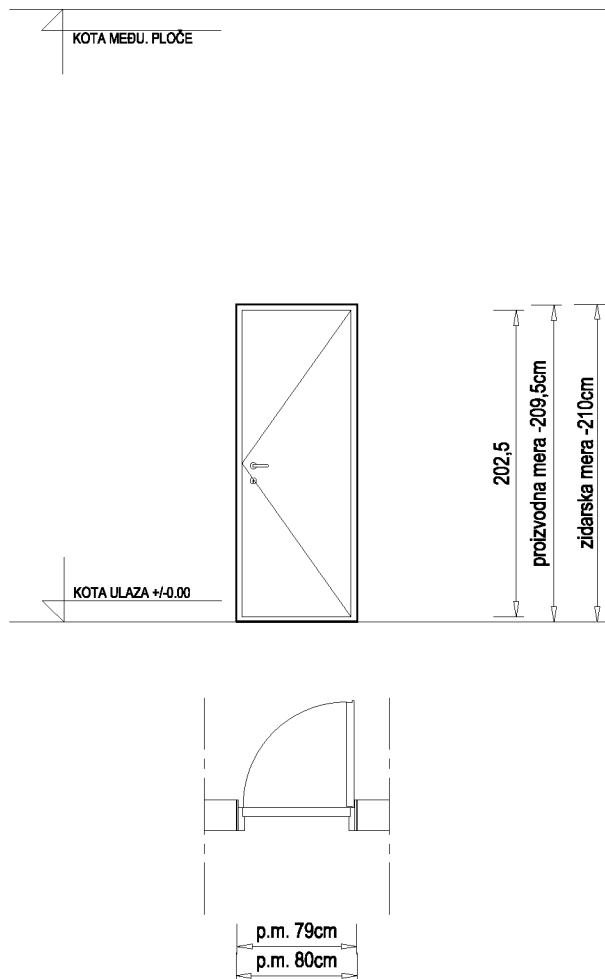 KOTA MEĐU. PLOČE
202,5
proizvodna mera -209,5cm
zidarska mera -210cm
KOTA ULAZA +/-0.00
p.m. 79cm
p.m. 80cm